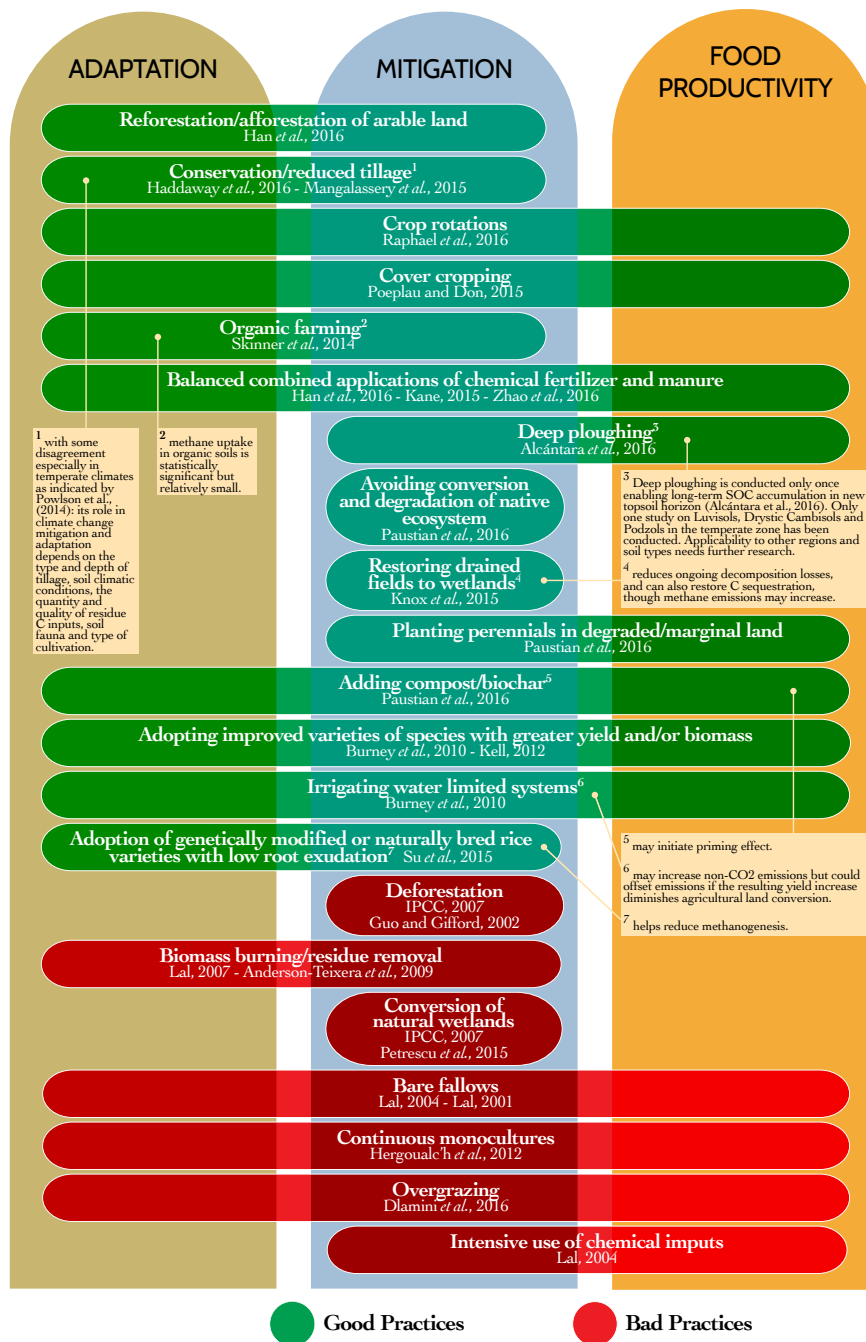 ADAPTATION
MITIGATION
FOOD
PRODUCTIVITY
Reforestation/afforestation of arable land
Han et al., 2016
Conservation/reduced tillage1
Haddaway et al., 2016 - Mangalassery et al., 2015
Crop rotations
Raphael et al., 2016
Cover cropping
Poeplau and Don, 2015
Organic farming2
Skinner et al., 2014
Balanced combined applications of chemical fertilizer and manure
Han et al., 2016 - Kane, 2015 - Zhao et al., 2016
Deep ploughing3
Alcántara et al., 2016
1 with some
disagreement
especially in
temperate climates
as indicated by
Powlson et al.,
(2014): its role in
climate change
mitigation and
adaptation
depends on the
type and depth of
tillage, soil climatic
conditions, the
quantity and
quality of residue
C inputs, soil
fauna and type of
cultivation.
2 methane uptake
in organic soils is
statistically
significant but
relatively small.
Avoiding conversion
and degradation of native
ecosystem
Paustian et al., 2016
3 Deep ploughing is conducted only once
enabling long-term SOC accumulation in new
topsoil horizon (Alcántara et al., 2016). Only
one study on Luvisols, Drystic Cambisols and
Podzols in the temperate zone has been
conducted. Applicability to other regions and
soil types needs further research.
Restoring drained
fields to wetlands4
Knox et al., 2015
4 reduces ongoing decomposition losses,
and can also restore C sequestration,
though methane emissions may increase.
Planting perennials in degraded/marginal land
Paustian et al., 2016
Adding compost/biochar5
Paustian et al., 2016
Adopting improved varieties of species with greater yield and/or biomass
Burney et al., 2010 - Kell, 2012
Irrigating water limited systems6
Burney et al., 2010
Adoption of genetically modified or naturally bred rice
varieties with low root exudation7 Su et al., 2015
5 may initiate priming effect.
6 may increase non-CO2 emissions but could
offset emissions if the resulting yield increase
diminishes agricultural land conversion.
7 helps reduce methanogenesis.
Deforestation
IPCC, 2007
Guo and Gifford, 2002
Biomass burning/residue removal
Lal, 2007 - Anderson-Teixera et al., 2009
Conversion of
natural wetlands
IPCC, 2007
Petrescu et al., 2015
Bare fallows
Lal, 2004 - Lal, 2001
Continuous monocultures
Hergoualc'h et al., 2012
Overgrazing
Dlamini et al., 2016
Intensive use of chemical imputs
Lal, 2004
Good Practices
Bad Practices